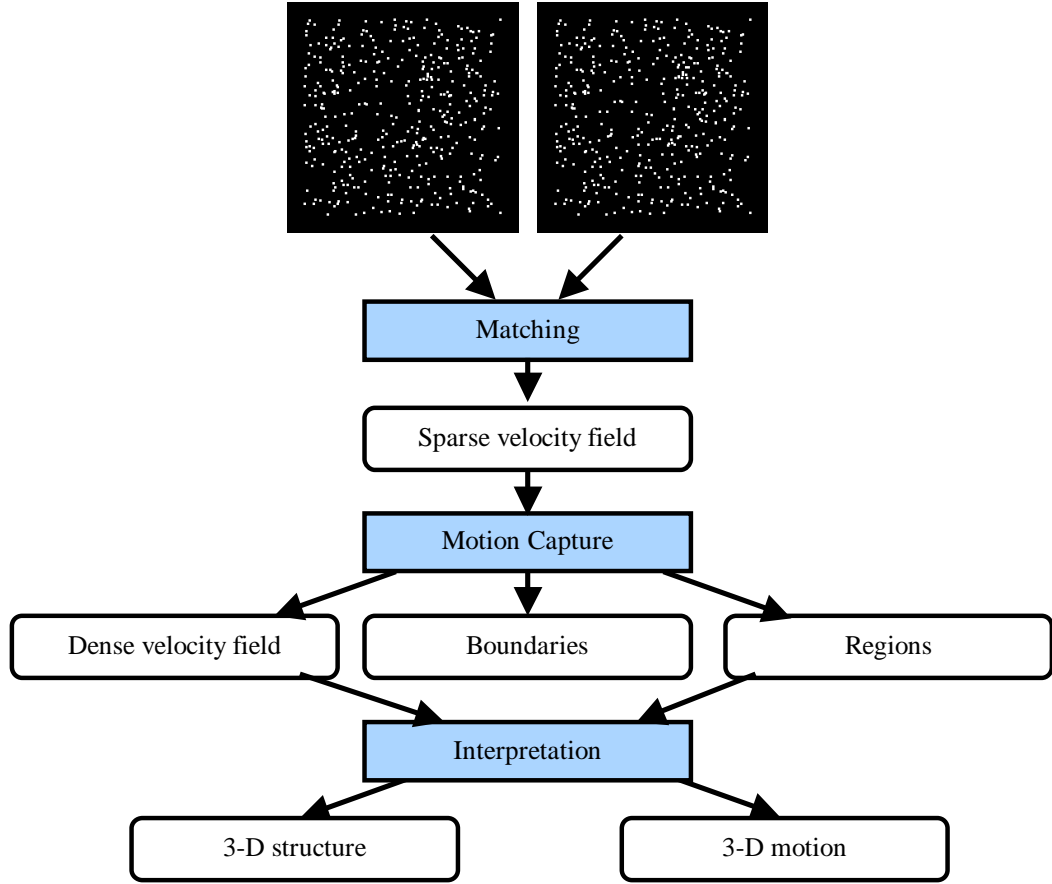 Matching
Sparse velocity field
Motion Capture
Dense velocity field
Boundaries
Regions
Interpretation
3-D structure
3-D motion